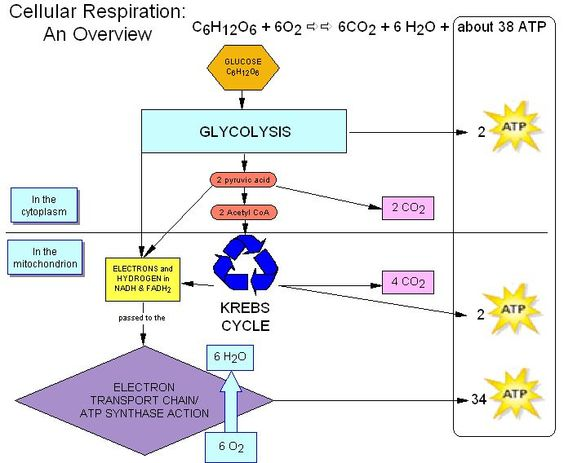 Cellular Respiration:
An Overview
C6H12O6 + 6O2 ⇨⇨ 6CO2 + 6 H2O +
about 38 ATP
GLUCOSE
C6H12O6
GLYCOLYSIS
2
ATP
2 pyruvic acid
2 CO2
2 Acetyl CoA
In the
cytoplasm
In the
mitochondrion
ELECTRONS and
HYDROGEN in
NADH & FADH2
KREBS
CYCLE
4 CO2
2
ATP
passed to the
6 H2O
ELECTRON
TRANSPORT CHAIN/
ATP SYNTHASE ACTION
6 O2
34
ATP